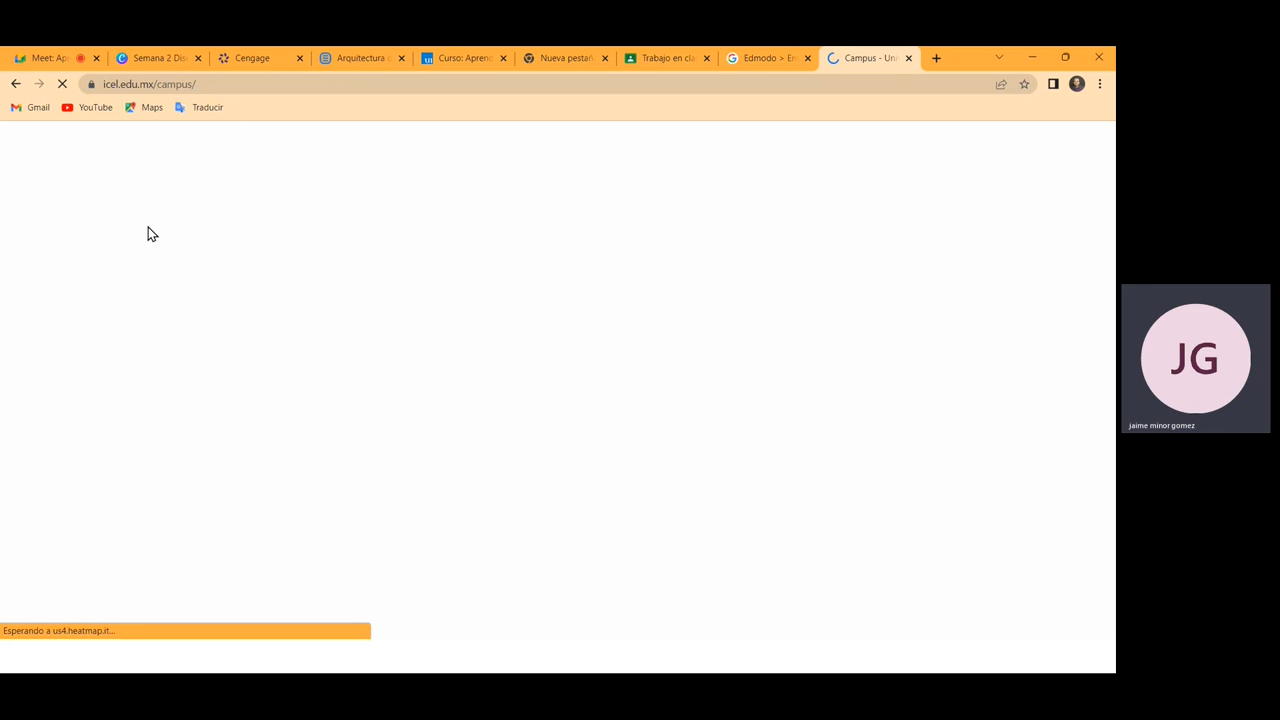 Meet: Ap
Semana 2 Dis
Cengage
Arquitectura
Curso: Apren
Nueva pestañ
Trabajo en cla
Edmodo > En
Campus - Uni
icel.edu.mx/campus/
Gmail
YouTube
Maps
Traducir
JG
jaime minor gomez
Esperando a us4.heatmap.it...